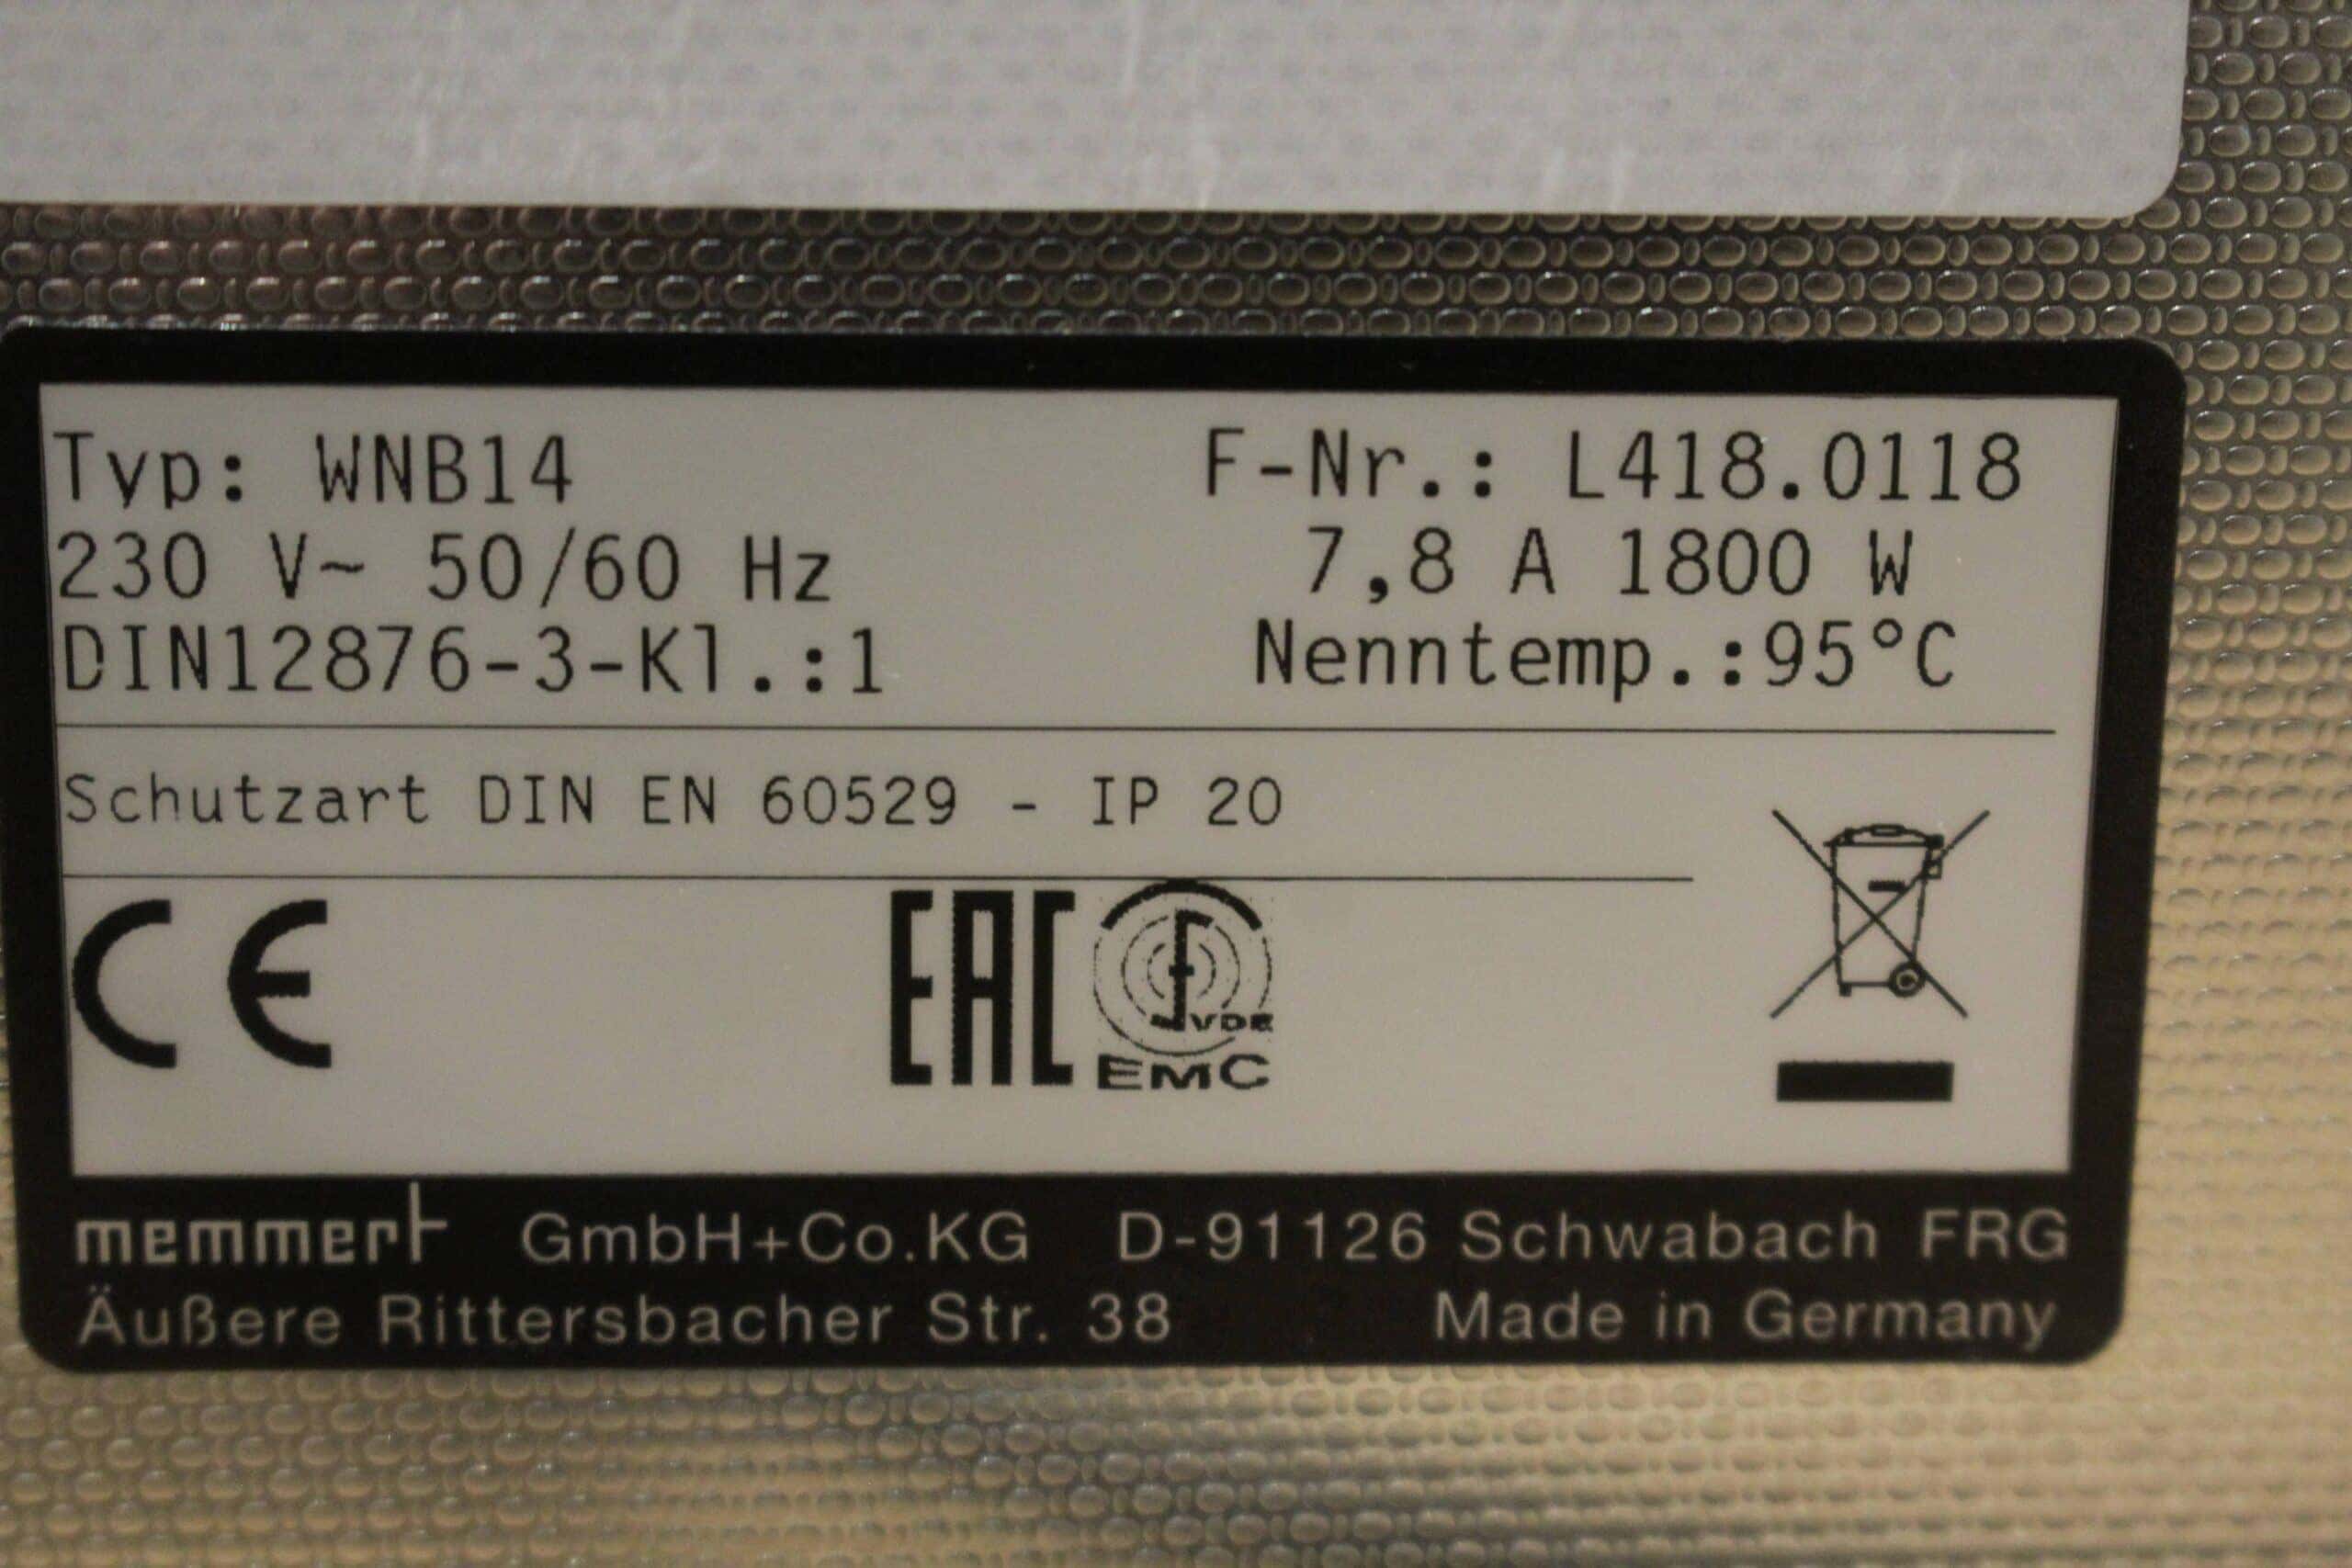 Typ: WNB14 F-Nr.: L418.0118
230 V~ 50/60 Hz 7,8 A 1800 W
DIN12876-3-Kl.:1 Nenntemp.:95°C
Schutzart DIN EN 60529 - IP 20
CE EAC VDE
EMC
memmert GmbH+Co.KG D-91126 Schwabach FRG
Äußere Rittersbacher Str. 38 Made in Germany